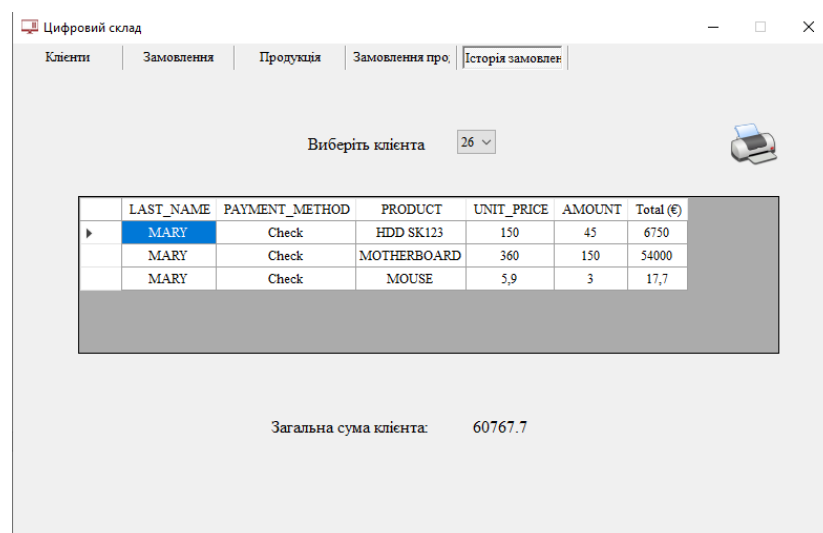 Цифровий склад
Клієнти Замовлення Продукція Замовлення про, Історія замовлен
Виберіть клієнта 26
LAST_NAME PAYMENT_METHOD PRODUCT UNIT_PRICE AMOUNT Total (€)
MARY Check HDD SK123 150 45 6750
MARY Check MOTHERBOARD 360 150 54000
MARY Check MOUSE 5,9 3 17,7
Загальна сума клієнта: 60767.7